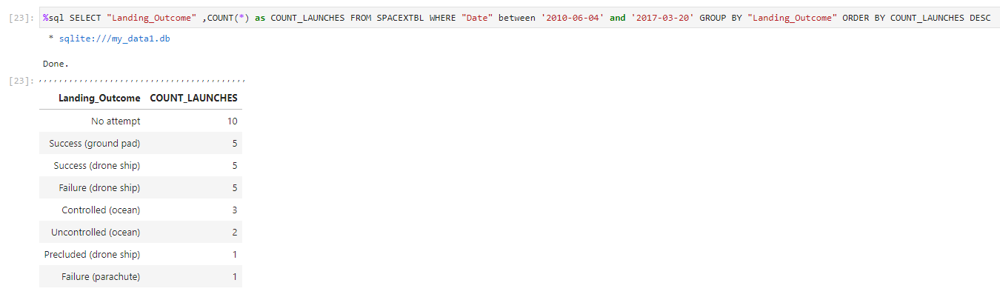 [23]: %sql SELECT "Landing_Outcome" ,COUNT(*) as COUNT_LAUNCHES FROM SPACEXTBL WHERE "Date" between '2010-06-04' and '2017-03-20' GROUP BY "Landing_Outcome" ORDER BY COUNT_LAUNCHES DESC
* sqlite:///my_data1.db
Done.
[23]: ,,,,,,,,,,,,,,,,,,,,,,,,,,,,,,,,,,,,,,,,,
Landing_Outcome COUNT_LAUNCHES
No attempt 10
Success (ground pad) 5
Success (drone ship) 5
Failure (drone ship) 5
Controlled (ocean) 3
Uncontrolled (ocean) 2
Precluded (drone ship) 1
Failure (parachute) 1